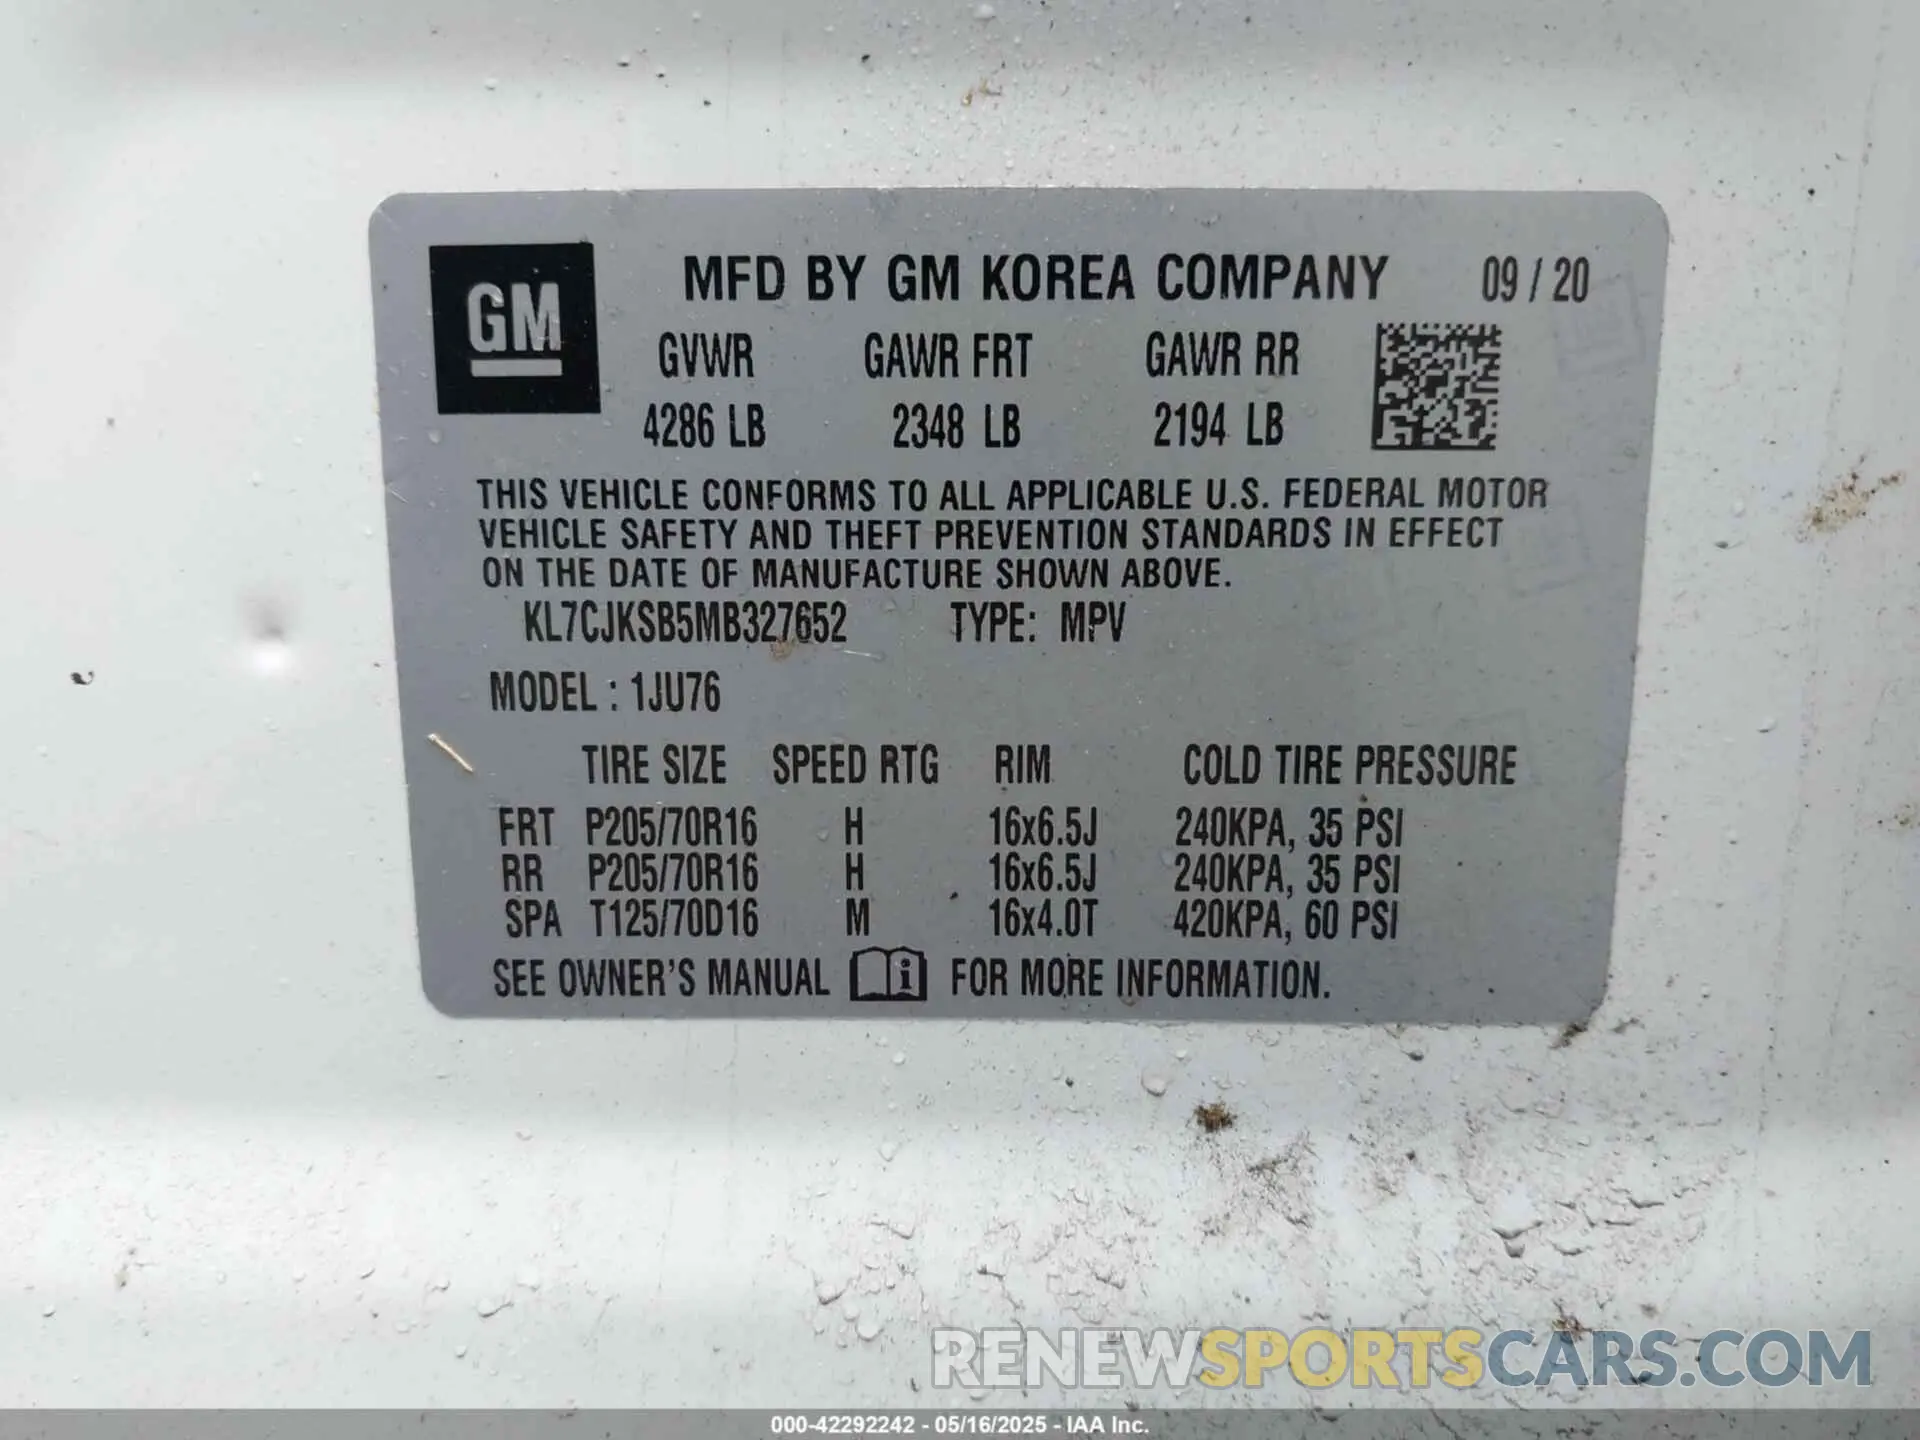 GM
MFD BY GM KOREA COMPANY 09 / 20
GVWR GAWR FRT GAWR RR
4286 LB 2348 LB 2194 LB
THIS VEHICLE CONFORMS TO ALL APPLICABLE U.S. FEDERAL MOTOR
VEHICLE SAFETY AND THEFT PREVENTION STANDARDS IN EFFECT
ON THE DATE OF MANUFACTURE SHOWN ABOVE.
KL7CJKSB5MB327652 TYPE: MPV
MODEL : 1JU76
TIRE SIZE SPEED RTG RIM COLD TIRE PRESSURE
FRT P205/70R16 H 16x6.5J 240KPA, 35 PSI
RR P205/70R16 H 16x6.5J 240KPA, 35 PSI
SPA T125/70D16 M 16x4.0T 420KPA, 60 PSI
SEE OWNER'S MANUAL i FOR MORE INFORMATION.
RENEWSPORTSCARS.COM
000-42292242 - 05/16/2025 - IAA Inc.